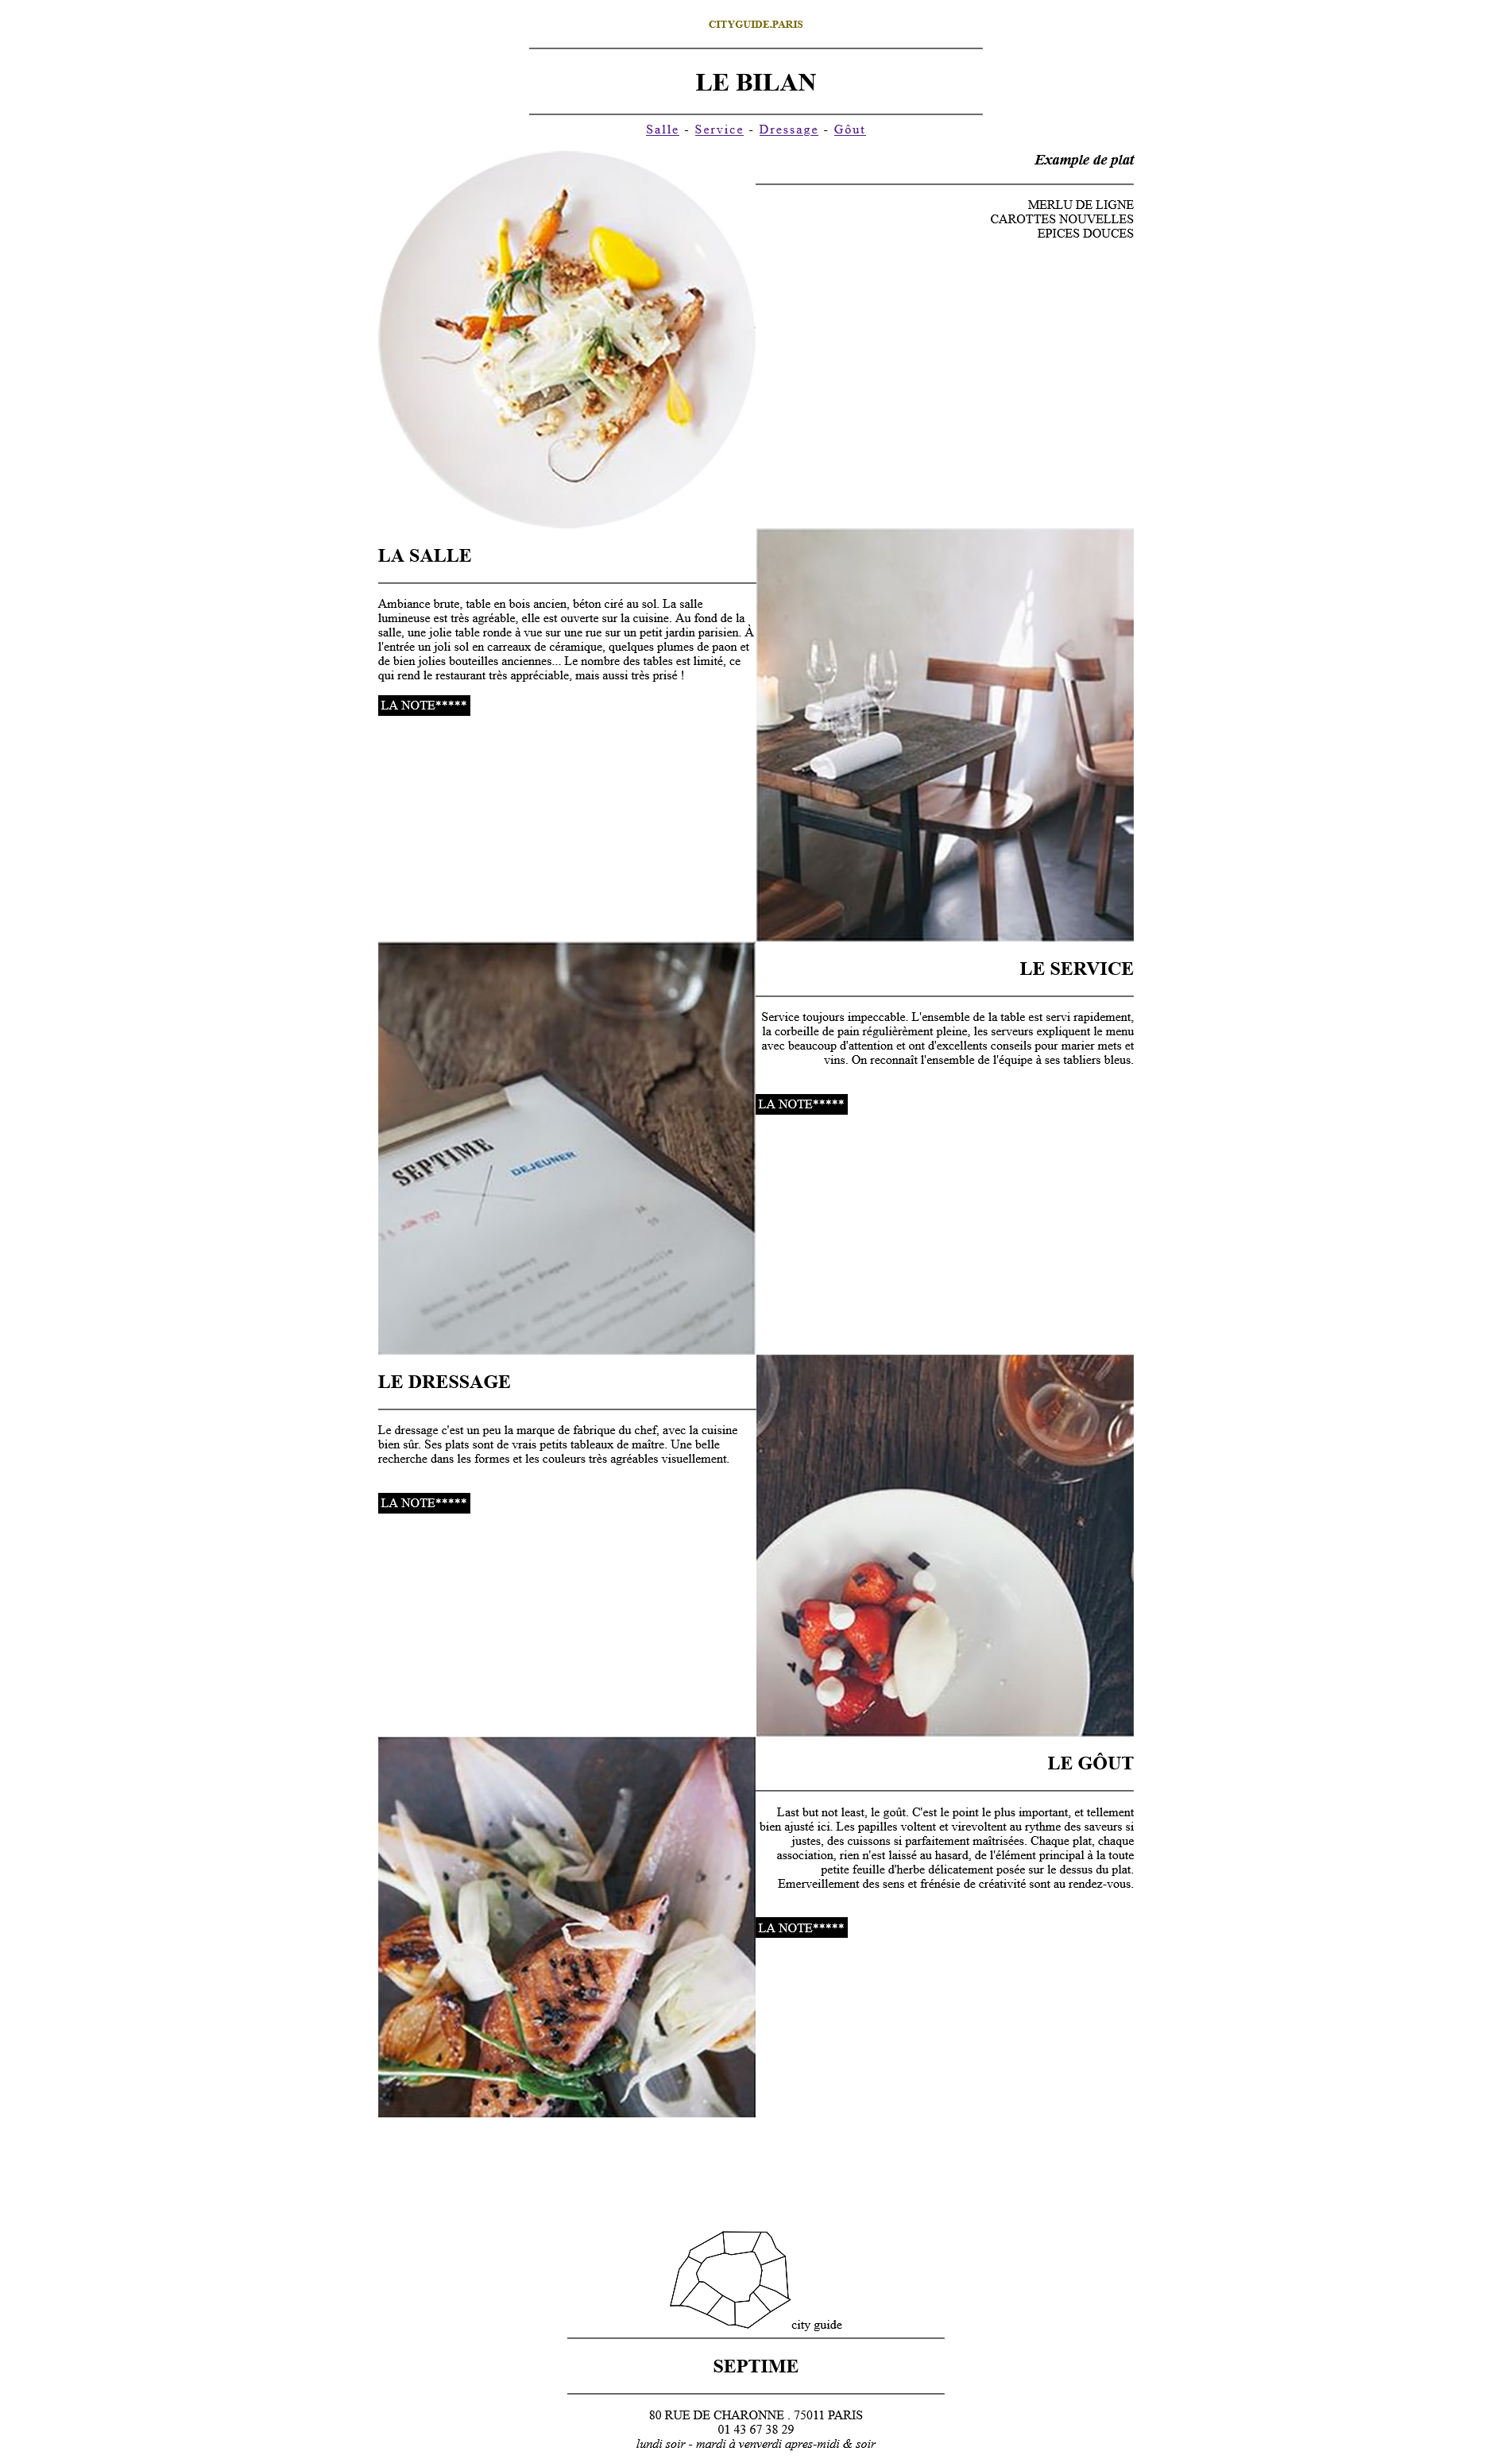 CITYGUIDE.PARIS
LE BILAN
Salle - Service - Dressage - Gôut
Example de plat
MERLU DE LIGNE
CAROTTES NOUVELLES
EPICES DOUCES
LA SALLE
Ambiance brute, table en bois ancien, béton ciré au sol. La salle
lumineuse est très agréable, elle est ouverte sur la cuisine. Au fond de la
salle, une jolie table ronde à vue sur une rue sur un petit jardin parisien. À
l'entrée un joli sol en carreaux de céramique, quelques plumes de paon et
de bien jolies bouteilles anciennes... Le nombre des tables est limité, ce
qui rend le restaurant très appréciable, mais aussi très prisé !
LA NOTE*****
SEPTIME
DEJEUNER
LE SERVICE
Service toujours impeccable. L'ensemble de la table est servi rapidement,
la corbeille de pain régulièrèment pleine, les serveurs expliquent le menu
avec beaucoup d'attention et ont d'excellents conseils pour marier mets et
vins. On reconnaît l'ensemble de l'équipe à ses tabliers bleus.
LA NOTE*****
LE DRESSAGE
Le dressage c'est un peu la marque de fabrique du chef, avec la cuisine
bien sûr. Ses plats sont de vrais petits tableaux de maître. Une belle
recherche dans les formes et les couleurs très agréables visuellement.
LA NOTE*****
LE GÔUT
Last but not least, le goût. C'est le point le plus important, et tellement
bien ajusté ici. Les papilles voltent et virevoltent au rythme des saveurs si
justes, des cuissons si parfaitement maîtrisées. Chaque plat, chaque
association, rien n'est laissé au hasard, de l'élément principal à la toute
petite feuille d'herbe délicatement posée sur le dessus du plat.
Emerveillement des sens et frénésie de créativité sont au rendez-vous.
LA NOTE*****
city guide
SEPTIME
80 RUE DE CHARONNE . 75011 PARIS
01 43 67 38 29
lundi soir - mardi à venverdi apres-midi & soir